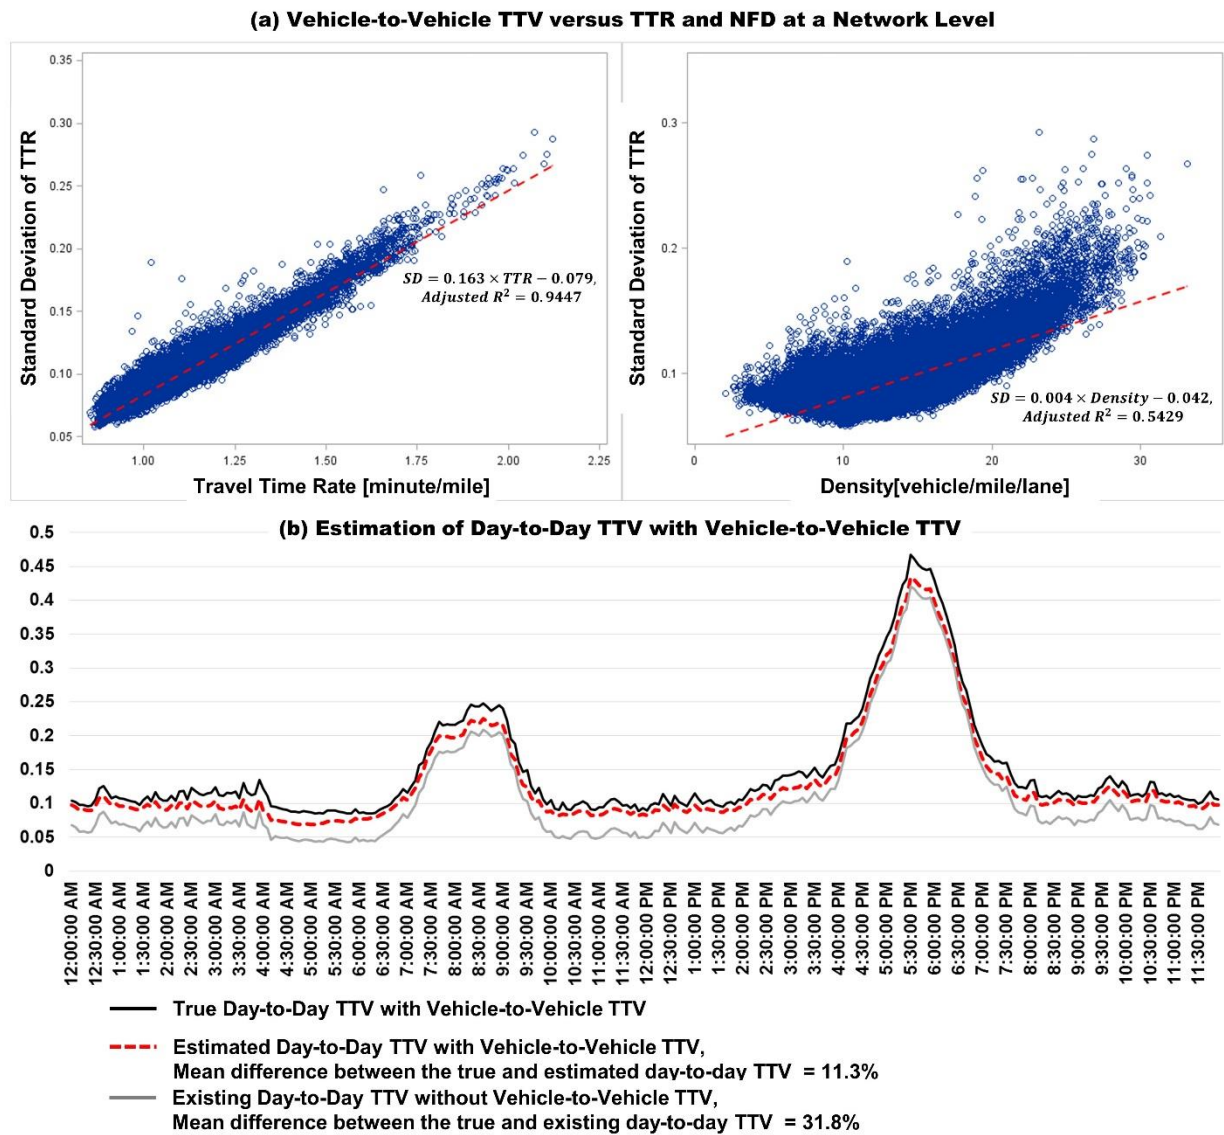 (a) Vehicle-to-Vehicle TTV versus TTR and NFD at a Network Level
Standard Deviation of TTR
0.35
0.30
0.25
0.20
0.15
0.10
0.05
SD = 0.163 × TTR − 0.079,
Adjusted R² = 0.9447
1.00 1.25 1.50 1.75 2.00 2.25
Travel Time Rate [minute/mile]
Standard Deviation of TTR
0.3
0.2
0.1
SD = 0.004 × Density − 0.042,
Adjusted R² = 0.5429
0 10 20 30
Density[vehicle/mile/lane]
(b) Estimation of Day-to-Day TTV with Vehicle-to-Vehicle TTV
0.5
0.45
0.4
0.35
0.3
0.25
0.2
0.15
0.1
0.05
0
12:00:00 AM
12:30:00 AM
1:00:00 AM
1:30:00 AM
2:00:00 AM
2:30:00 AM
3:00:00 AM
3:30:00 AM
4:00:00 AM
4:30:00 AM
5:00:00 AM
5:30:00 AM
6:00:00 AM
6:30:00 AM
7:00:00 AM
7:30:00 AM
8:00:00 AM
8:30:00 AM
9:00:00 AM
9:30:00 AM
10:00:00 AM
10:30:00 AM
11:00:00 AM
11:30:00 AM
12:00:00 PM
12:30:00 PM
1:00:00 PM
1:30:00 PM
2:00:00 PM
2:30:00 PM
3:00:00 PM
3:30:00 PM
4:00:00 PM
4:30:00 PM
5:00:00 PM
5:30:00 PM
6:00:00 PM
6:30:00 PM
7:00:00 PM
7:30:00 PM
8:00:00 PM
8:30:00 PM
9:00:00 PM
9:30:00 PM
10:00:00 PM
10:30:00 PM
11:00:00 PM
11:30:00 PM
True Day-to-Day TTV with Vehicle-to-Vehicle TTV
Estimated Day-to-Day TTV with Vehicle-to-Vehicle TTV,
Mean difference between the true and estimated day-to-day TTV = 11.3%
Existing Day-to-Day TTV without Vehicle-to-Vehicle TTV,
Mean difference between the true and existing day-to-day TTV = 31.8%